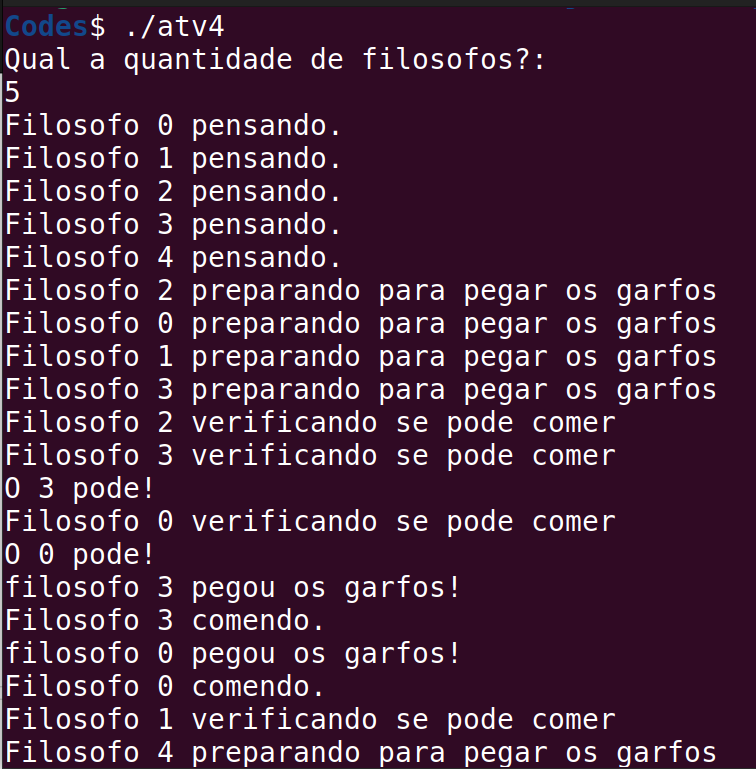 Codes$ ./atv4
Qual a quantidade de filosofos?:
5
Filosofo 0 pensando.
Filosofo 1 pensando.
Filosofo 2 pensando.
Filosofo 3 pensando.
Filosofo 4 pensando.
Filosofo 2 preparando para pegar os garfos
Filosofo 0 preparando para pegar os garfos
Filosofo 1 preparando para pegar os garfos
Filosofo 3 preparando para pegar os garfos
Filosofo 2 verificando se pode comer
Filosofo 3 verificando se pode comer
O 3 pode!
Filosofo 0 verificando se pode comer
O 0 pode!
filosofo 3 pegou os garfos!
Filosofo 3 comendo.
filosofo 0 pegou os garfos!
Filosofo 0 comendo.
Filosofo 1 verificando se pode comer
Filosofo 4 preparando para pegar os garfos